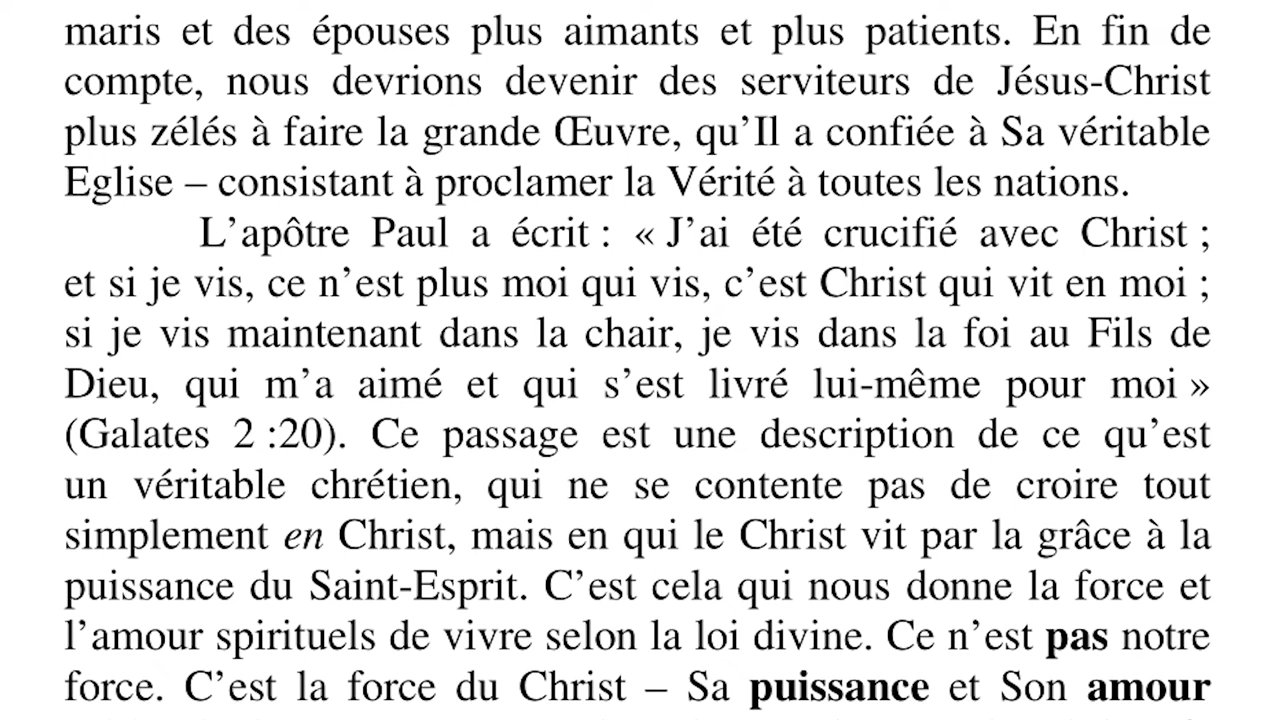 maris et des épouses plus aimants et plus patients. En fin de
compte, nous devrions devenir des serviteurs de Jésus-Christ
plus zélés à faire la grande Œuvre, qu’Il a confiée à Sa véritable
Eglise – consistant à proclamer la Vérité à toutes les nations.
L’apôtre Paul a écrit : « J’ai été crucifié avec Christ ;
et si je vis, ce n’est plus moi qui vis, c’est Christ qui vit en moi ;
si je vis maintenant dans la chair, je vis dans la foi au Fils de
Dieu, qui m’a aimé et qui s’est livré lui-même pour moi »
(Galates 2 :20). Ce passage est une description de ce qu’est
un véritable chrétien, qui ne se contente pas de croire tout
simplement en Christ, mais en qui le Christ vit par la grâce à la
puissance du Saint-Esprit. C’est cela qui nous donne la force et
l’amour spirituels de vivre selon la loi divine. Ce n’est pas notre
force. C’est la force du Christ – Sa puissance et Son amour